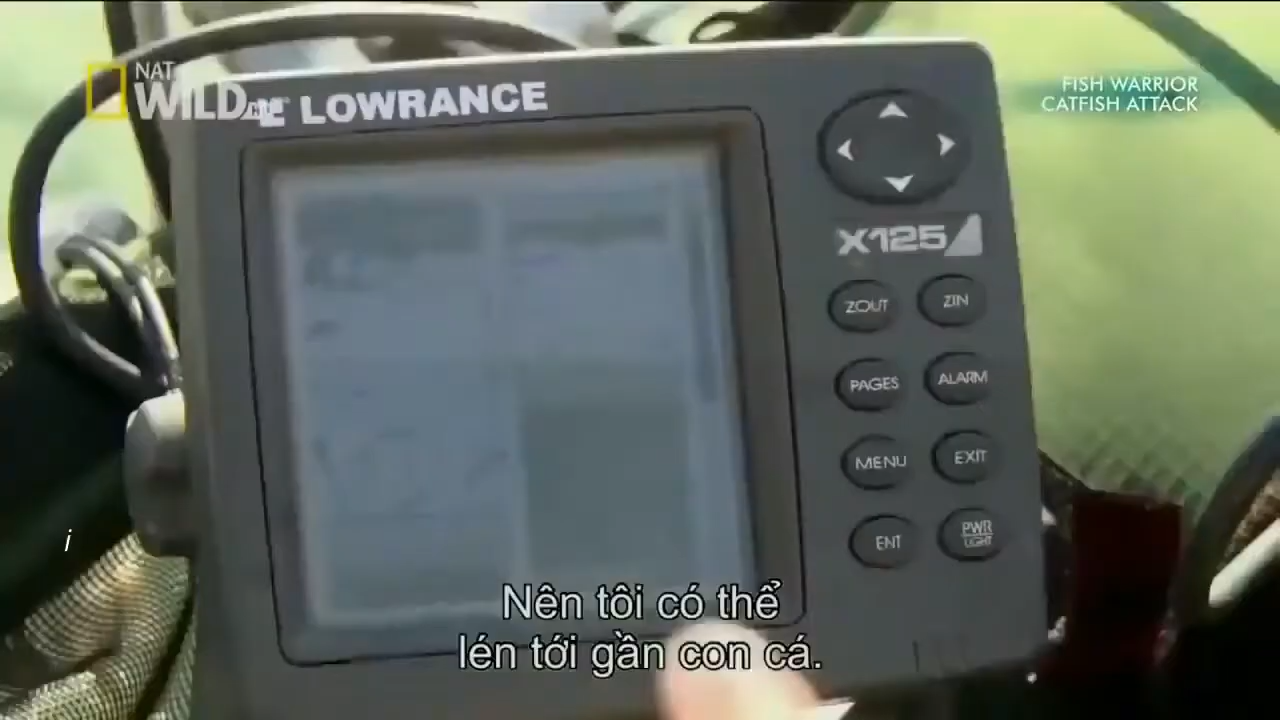 NAT
WILD
LOWRANCE
FISH WARRIOR
CATFISH ATTACK
X125
ZOUT
ZIN
PAGES
ALARM
MENU
EXIT
ENT
PWR
LIGHT
i
Nên tôi có thể
lén tới gần con cá.